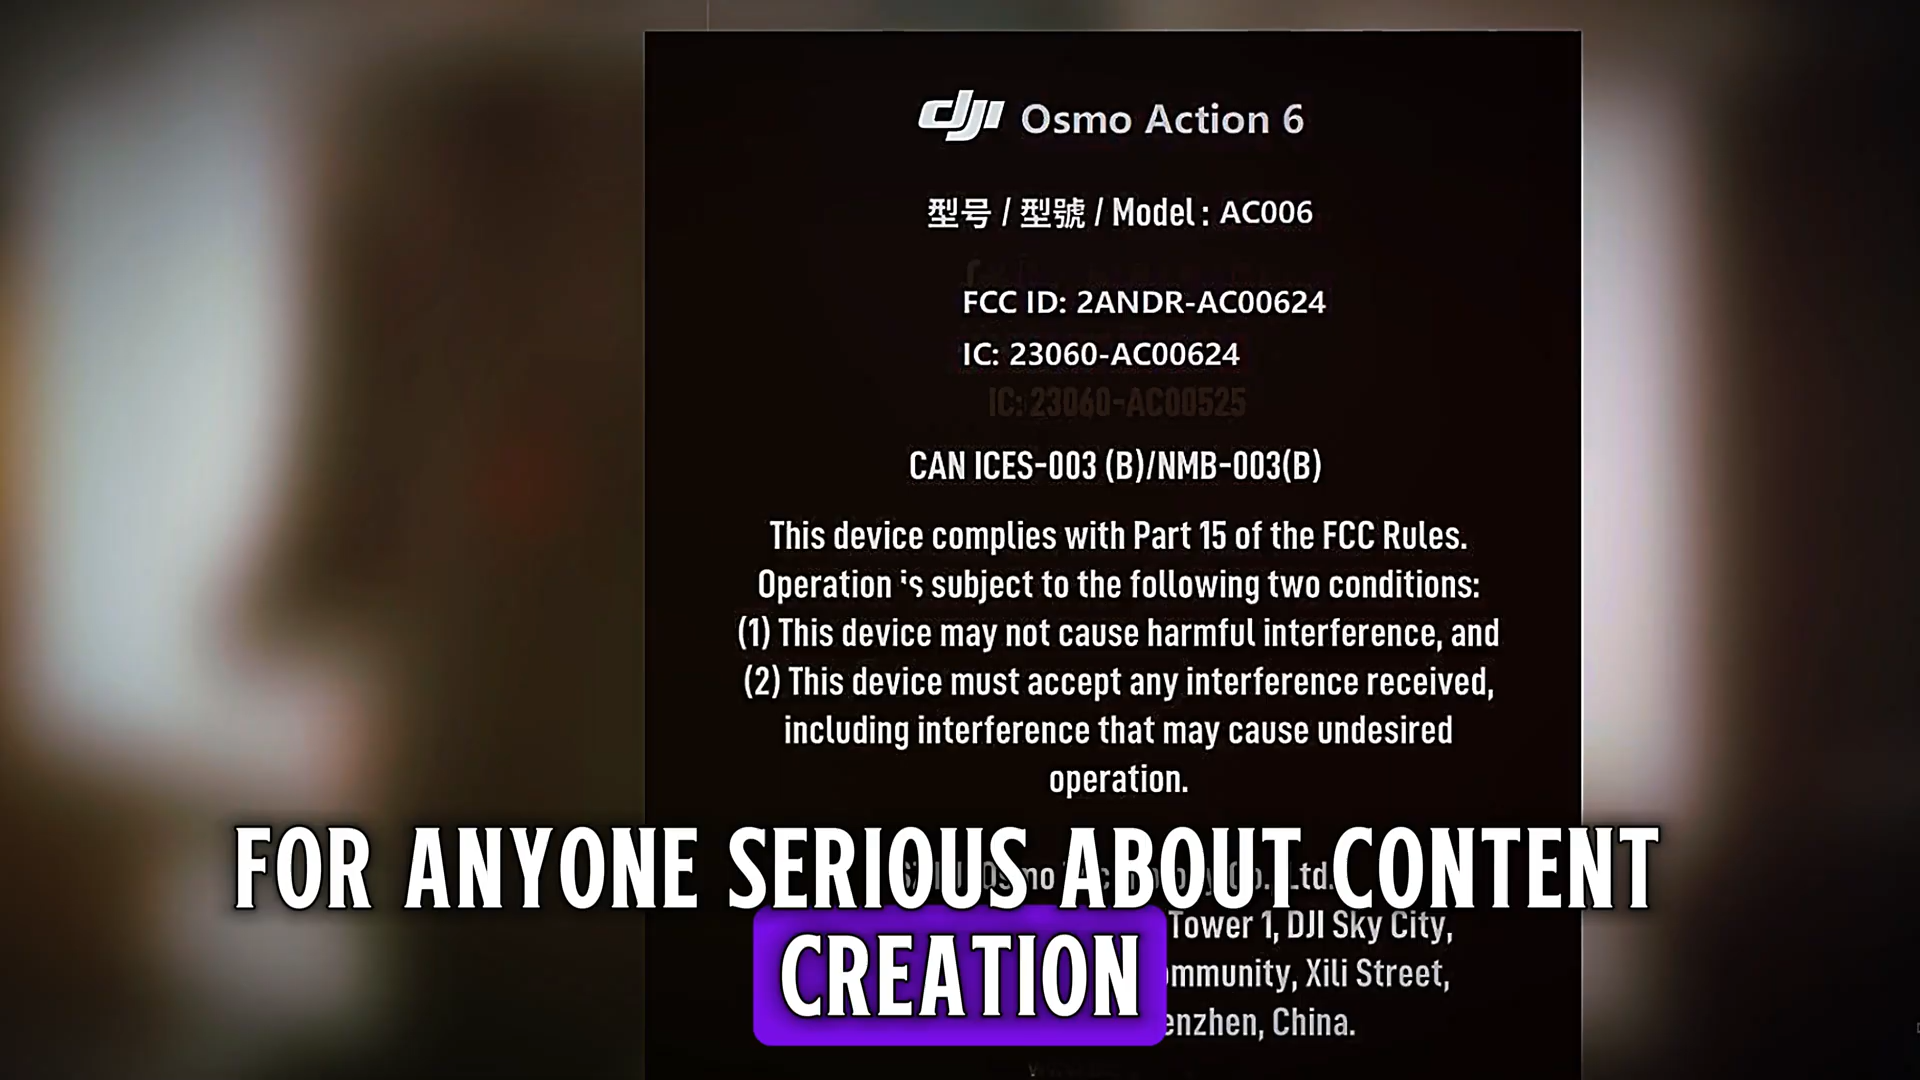 dji Osmo Action 6
型号 / 型號 / Model : AC006
FCC ID: 2ANDR-AC00624
IC: 23060-AC00624
IC: 23060-AC00525
CAN ICES-003 (B)/NMB-003(B)
This device complies with Part 15 of the FCC Rules.
Operation is subject to the following two conditions:
(1) This device may not cause harmful interference, and
(2) This device must accept any interference received,
including interference that may cause undesired
operation.
Osmo Co., Ltd.
Tower 1, DJI Sky City,
Xili Street,
China.
FOR ANYONE SERIOUS ABOUT CONTENT
CREATION